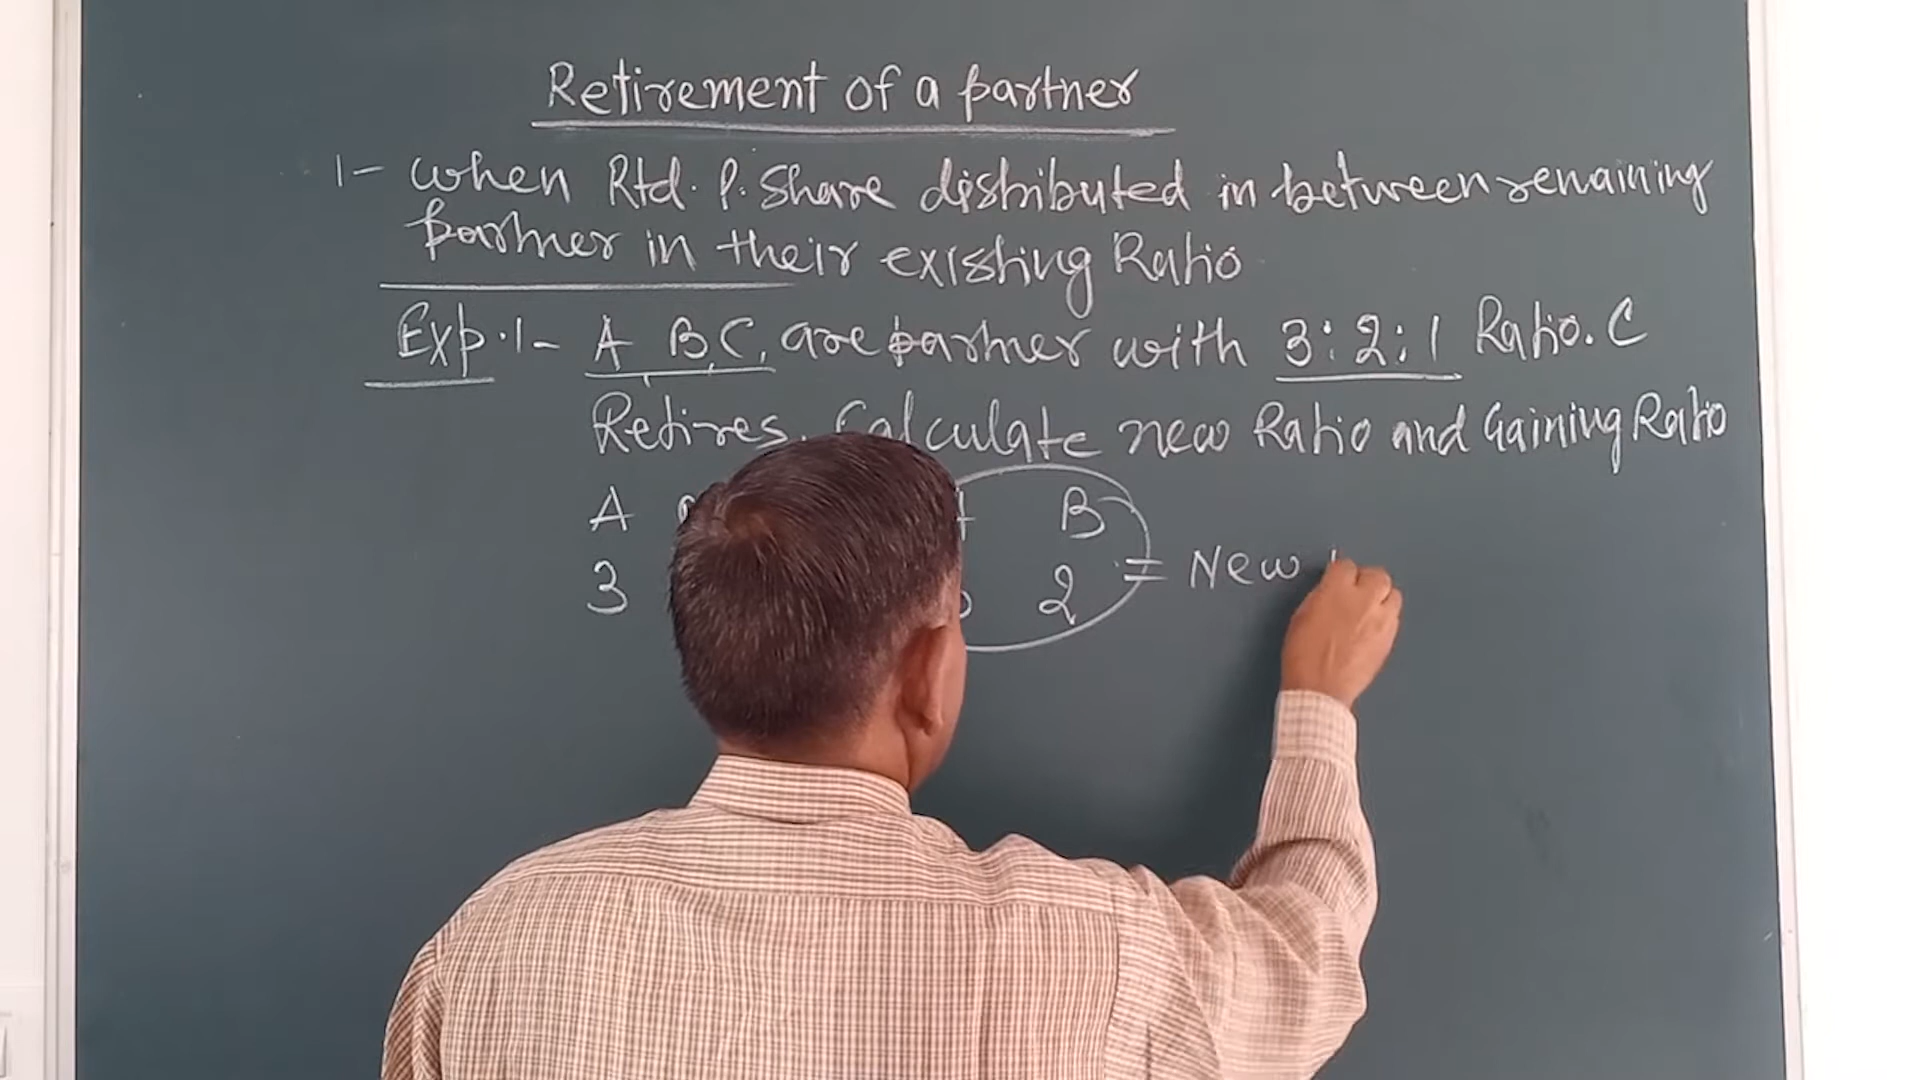 Retirement of a partner
1- when Rtd. P. Share distributed in between remaining
partner in their existing Ratio
Exp.1- A B C, are partner with 3:2:1 Ratio. C
Retires. Calculate new Ratio and Gaining Ratio
A B
3 2 = New